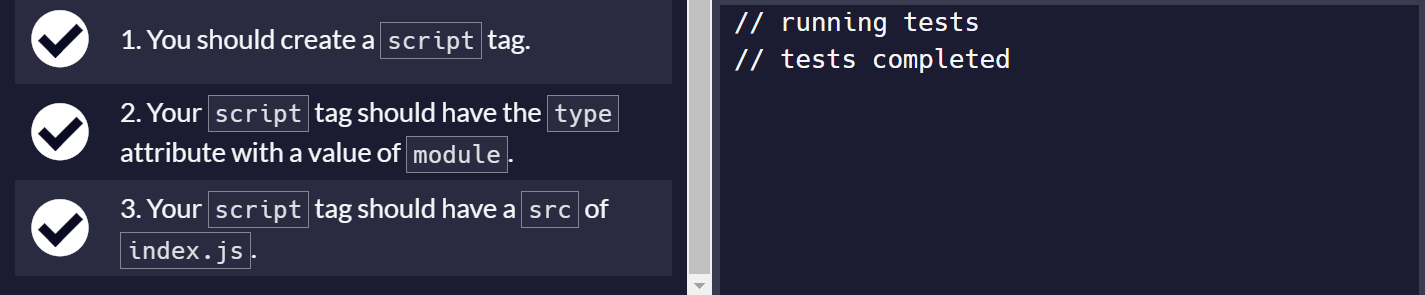 1. You should create a script tag.
2. Your script tag should have the type
attribute with a value of module.
3. Your script tag should have a src of
index.js.
// running tests
// tests completed